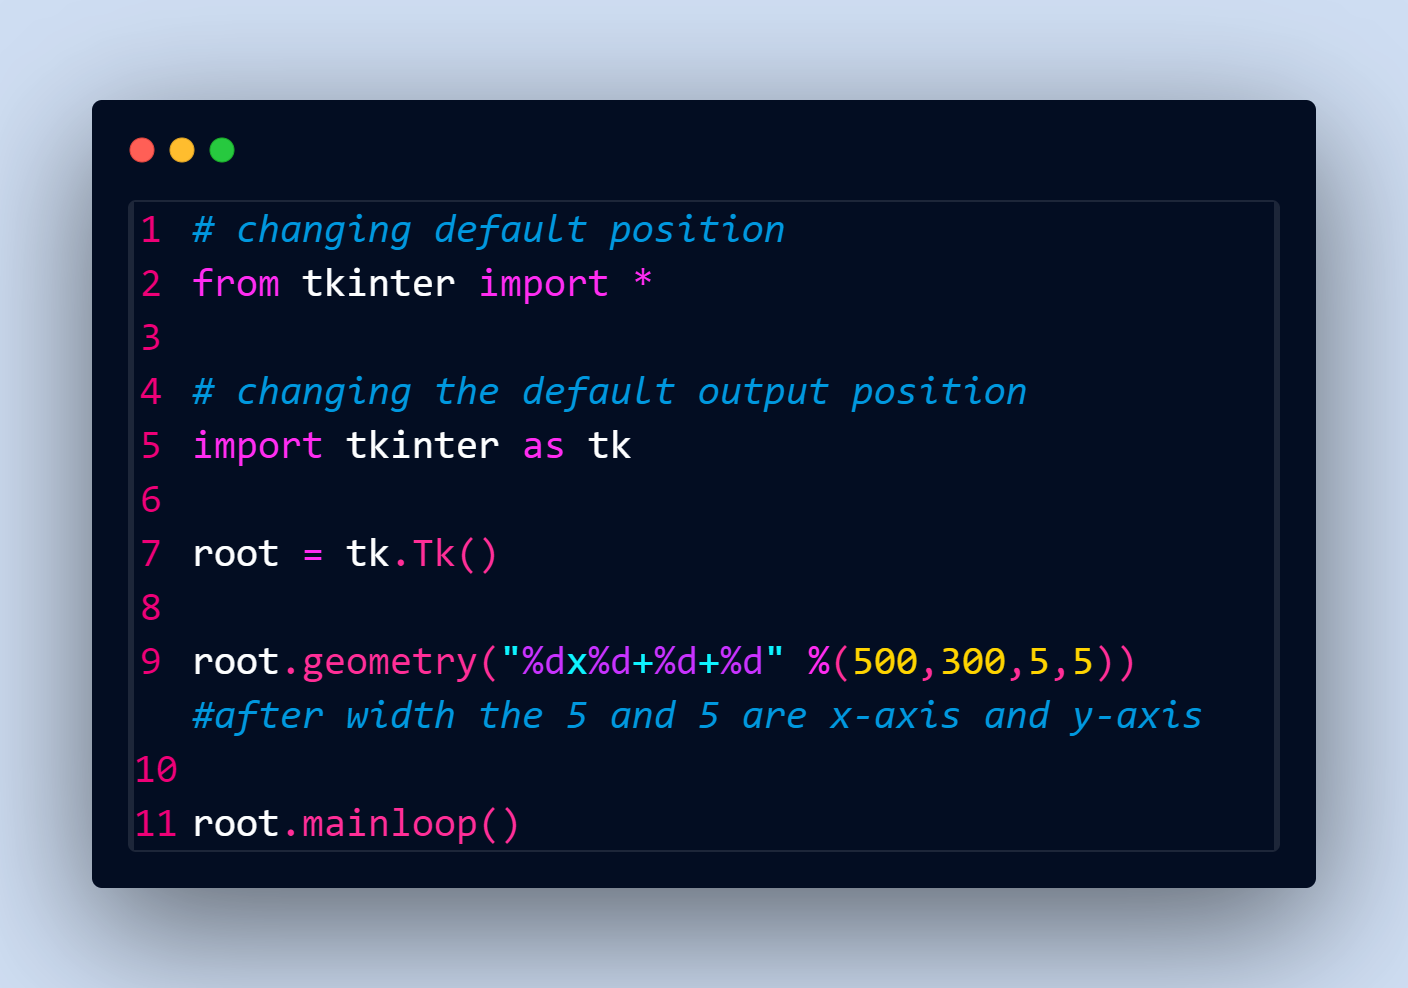 1 # changing default position
2 from tkinter import *
3
4 # changing the default output position
5 import tkinter as tk
6
7 root = tk.Tk()
8
9 root.geometry("%dx%d+%d+%d" %(500,300,5,5))
#after width the 5 and 5 are x-axis and y-axis
10
11 root.mainloop()